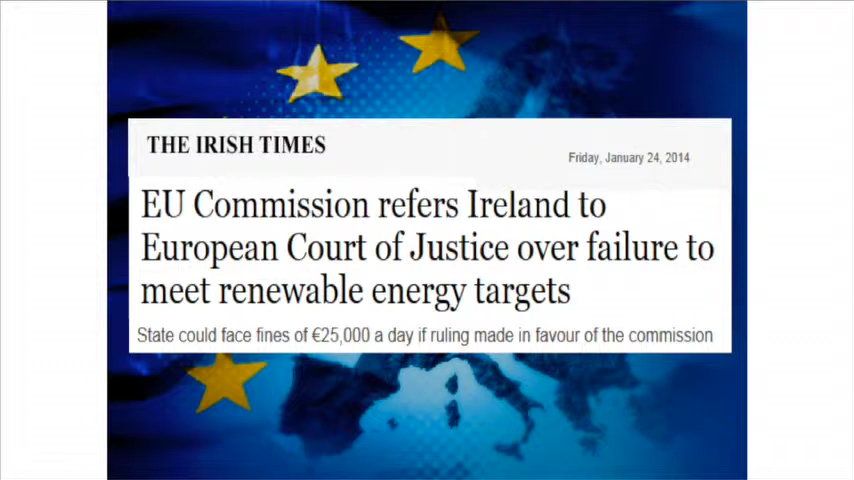 THE IRISH TIMES
Friday, January 24, 2014
EU Commission refers Ireland to
European Court of Justice over failure to
meet renewable energy targets
State could face fines of €25,000 a day if ruling made in favour of the commission